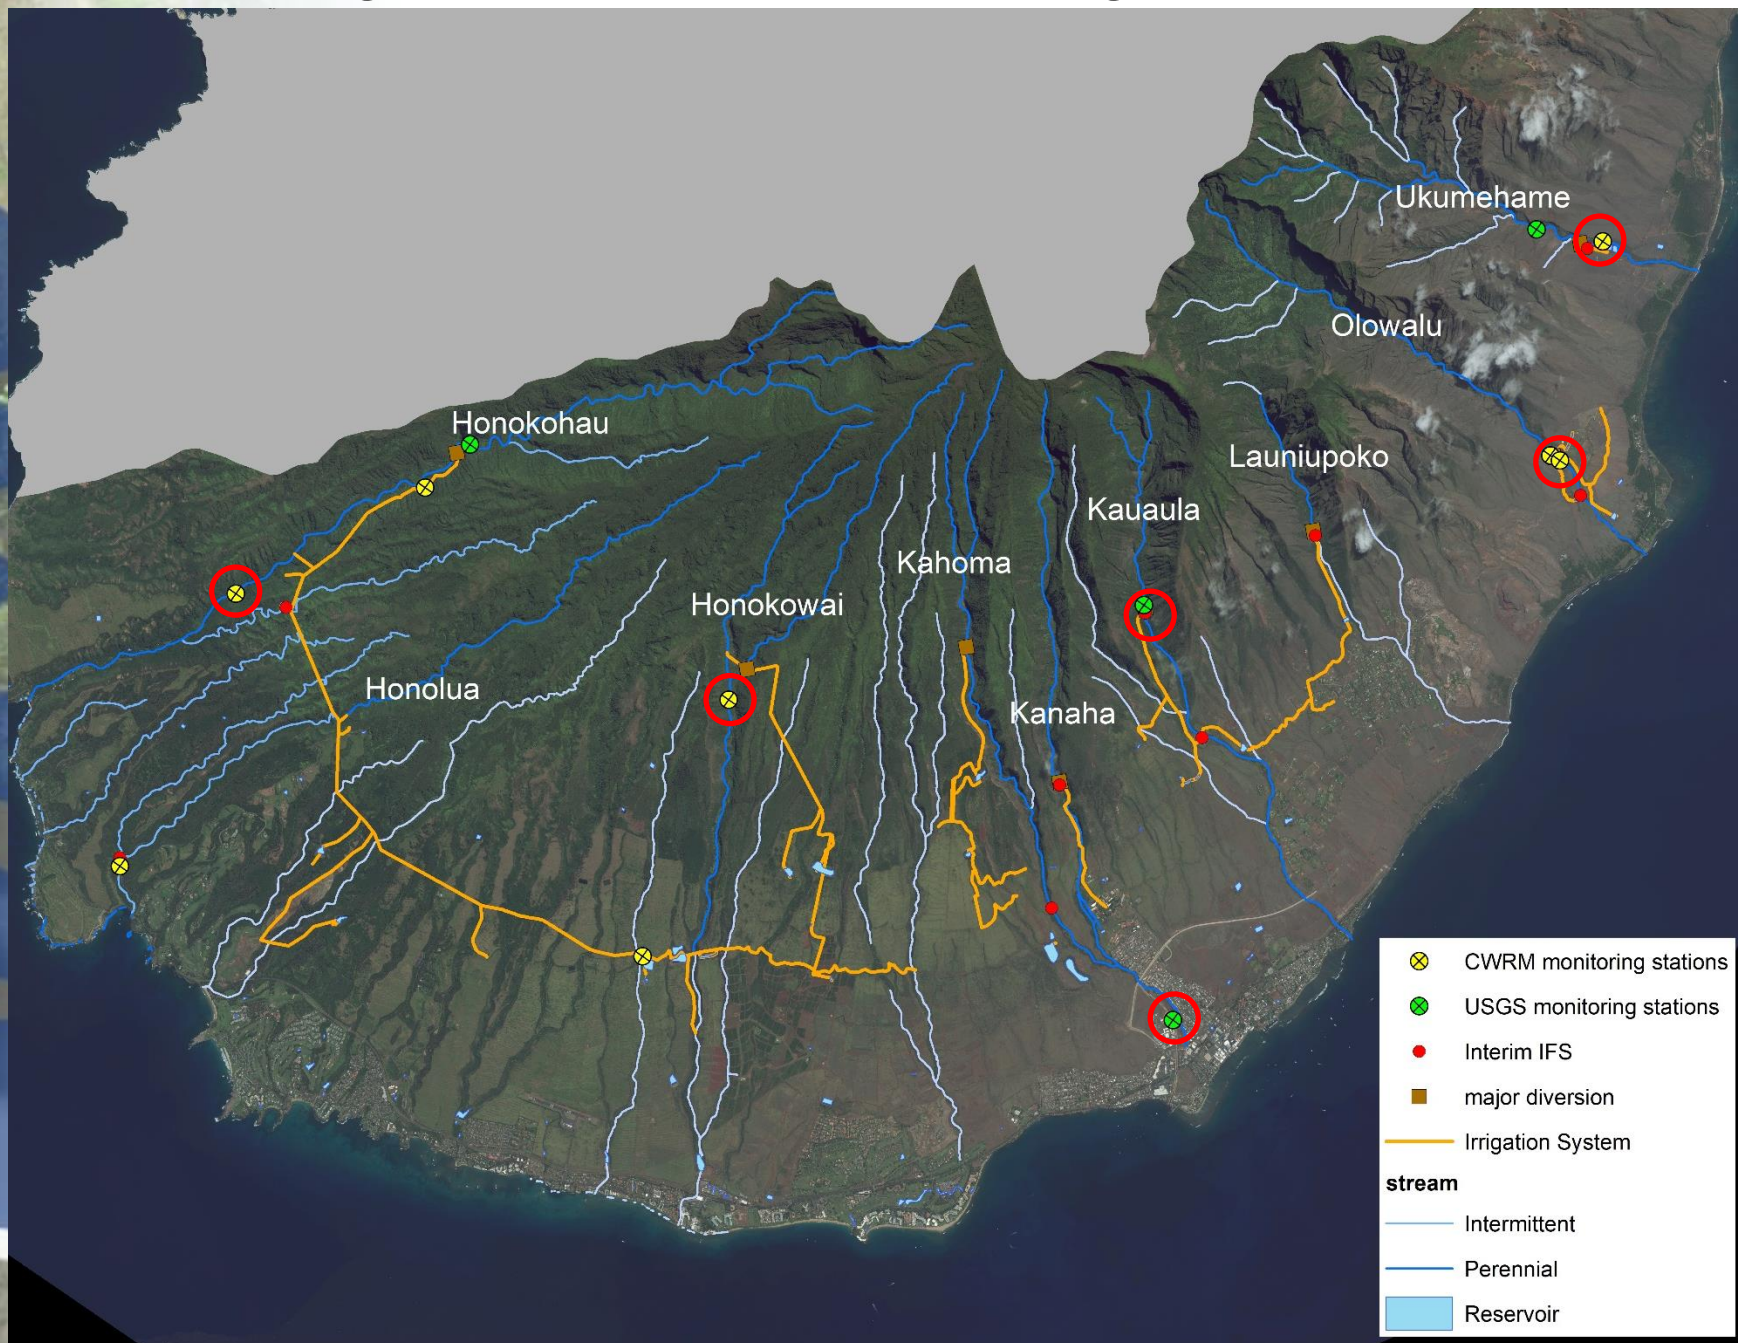 Ukumehame
Olowalu
Honokohau
Launiupoko
Kauaula
Kahoma
Honokowai
Honolua
Kanaha
CWRM monitoring stations
USGS monitoring stations
Interim IFS
major diversion
Irrigation System
stream
Intermittent
Perennial
Reservoir